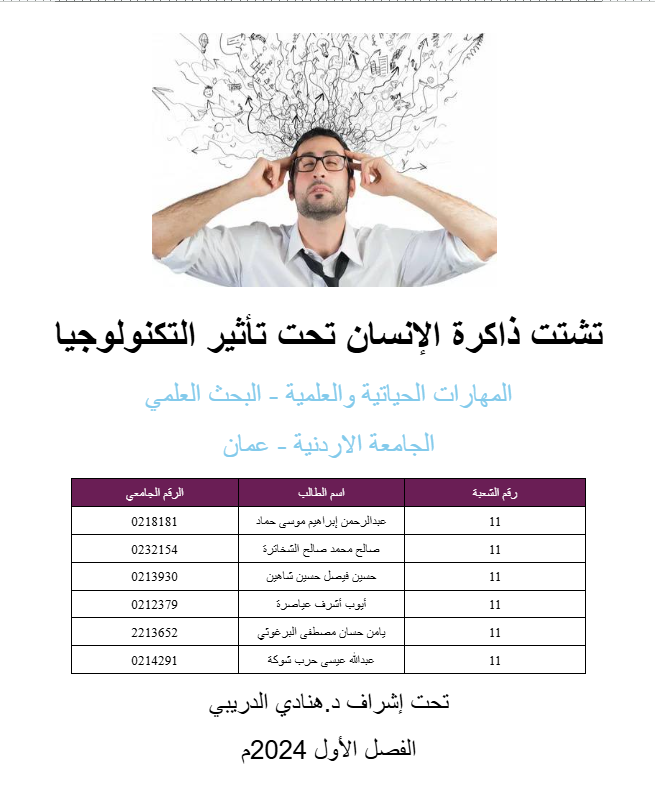 تشتت ذاكرة الإنسان تحت تأثير التكنولوجيا
المهارات الحياتية والعلمية - البحث العلمي
الجامعة الاردنية - عمان
رقم الشعبة اسم الطالب الرقم الجامعي
11 عبدالرحمن إبراهيم موسى حماد 0218181
11 صالح محمد صالح الشخاترة 0232154
11 حسين فيصل حسين شاهين 0213930
11 أيوب أشرف عياصرة 0212379
11 يامن حسان مصطفى البرغوثي 2213652
11 عبدالله عيسى حرب شوكة 0214291
تحت إشراف د.هنادي الدريبي
الفصل الأول 2024م